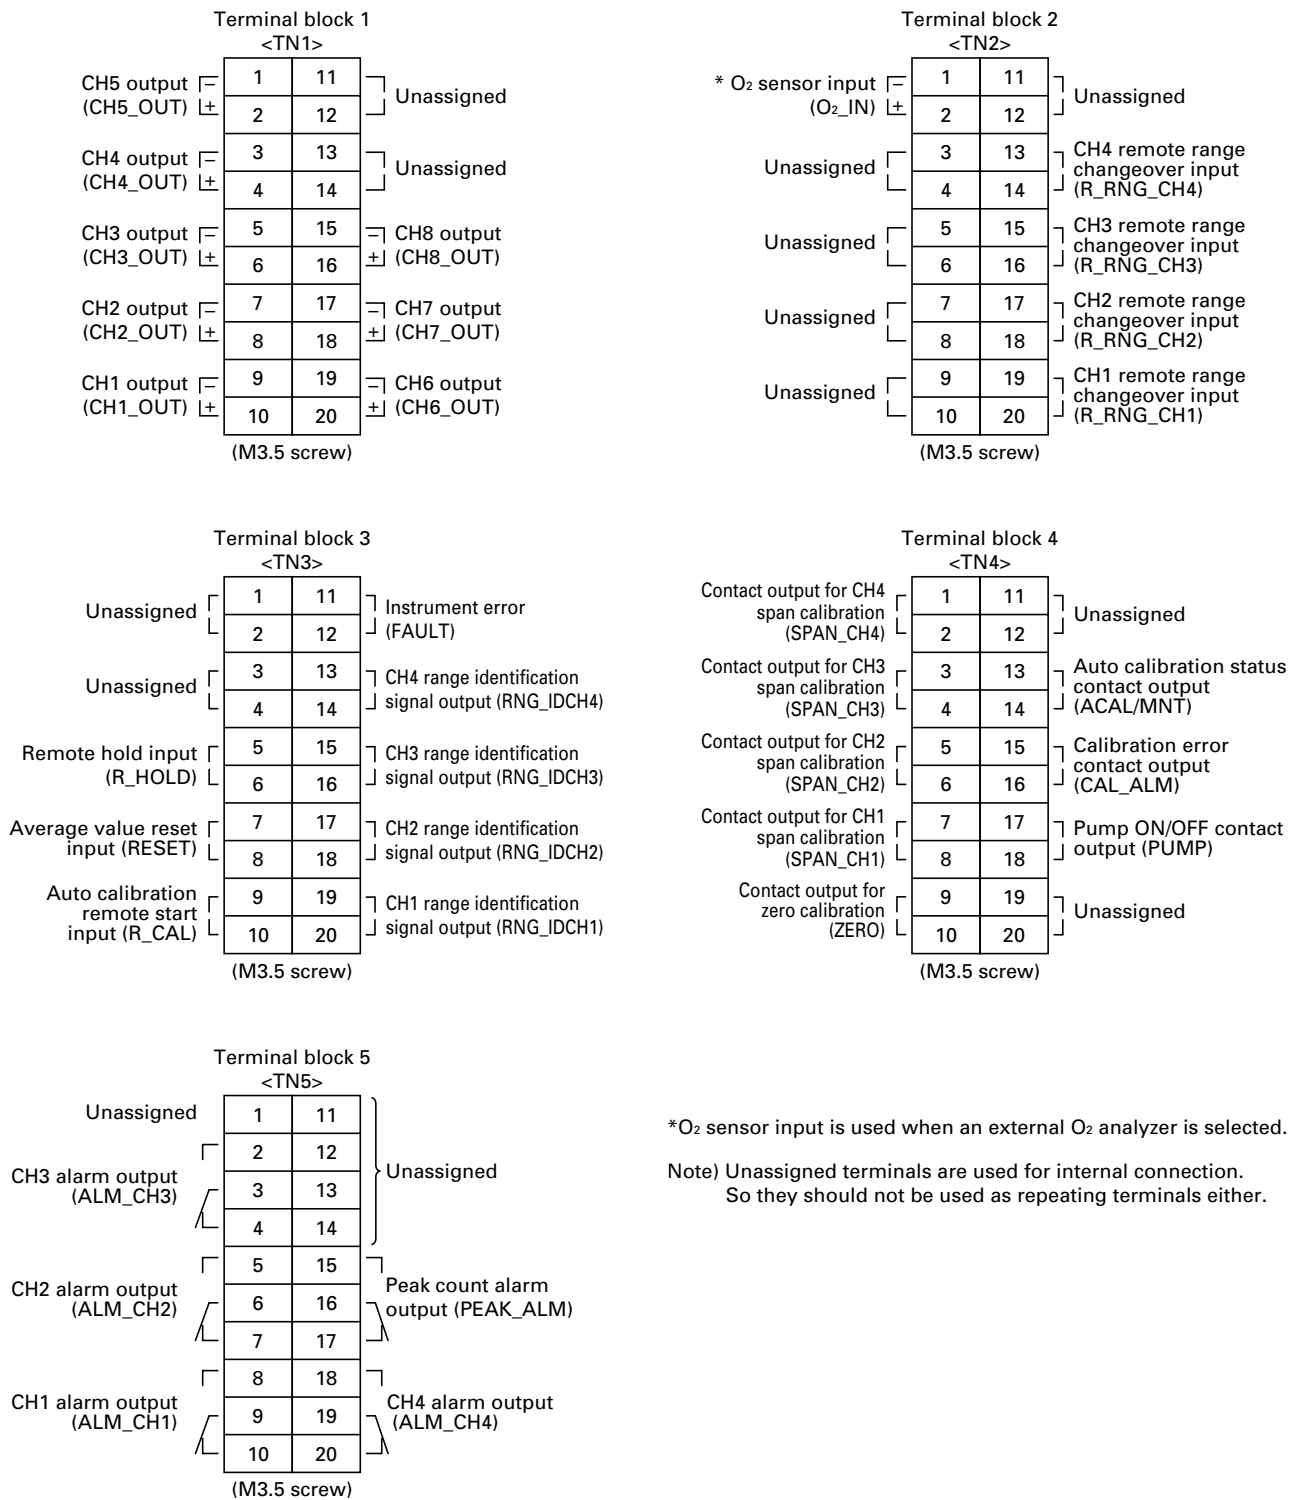 Terminal block 1
<TN1>
CH5 output
(CH5_OUT)
CH4 output
(CH4_OUT)
CH3 output
(CH3_OUT)
CH2 output
(CH2_OUT)
CH1 output
(CH1_OUT)
–
+
–
+
–
+
–
+
–
+
1 11
2 12
3 13
4 14
5 15
6 16
7 17
8 18
9 19
10 20
–
+
–
+
–
+
Unassigned
Unassigned
CH8 output
(CH8_OUT)
CH7 output
(CH7_OUT)
CH6 output
(CH6_OUT)
(M3.5 screw)
Terminal block 2
<TN2>
* O2 sensor input
(O2_IN)
–
+
Unassigned
Unassigned
Unassigned
Unassigned
1 11
2 12
3 13
4 14
5 15
6 16
7 17
8 18
9 19
10 20
Unassigned
CH4 remote range
changeover input
(R_RNG_CH4)
CH3 remote range
changeover input
(R_RNG_CH3)
CH2 remote range
changeover input
(R_RNG_CH2)
CH1 remote range
changeover input
(R_RNG_CH1)
(M3.5 screw)
Terminal block 3
<TN3>
Unassigned
Unassigned
Remote hold input
(R_HOLD)
Average value reset
input (RESET)
Auto calibration
remote start
input (R_CAL)
1 11
2 12
3 13
4 14
5 15
6 16
7 17
8 18
9 19
10 20
Instrument error
(FAULT)
CH4 range identification
signal output (RNG_IDCH4)
CH3 range identification
signal output (RNG_IDCH3)
CH2 range identification
signal output (RNG_IDCH2)
CH1 range identification
signal output (RNG_IDCH1)
(M3.5 screw)
Terminal block 4
<TN4>
Contact output for CH4
span calibration
(SPAN_CH4)
Contact output for CH3
span calibration
(SPAN_CH3)
Contact output for CH2
span calibration
(SPAN_CH2)
Contact output for CH1
span calibration
(SPAN_CH1)
Contact output for
zero calibration
(ZERO)
1 11
2 12
3 13
4 14
5 15
6 16
7 17
8 18
9 19
10 20
Unassigned
Auto calibration status
contact output
(ACAL/MNT)
Calibration error
contact output
(CAL_ALM)
Pump ON/OFF contact
output (PUMP)
Unassigned
(M3.5 screw)
Terminal block 5
<TN5>
Unassigned
CH3 alarm output
(ALM_CH3)
CH2 alarm output
(ALM_CH2)
CH1 alarm output
(ALM_CH1)
1 11
2 12
3 13
4 14
5 15
6 16
7 17
8 18
9 19
10 20
Unassigned
Peak count alarm
output (PEAK_ALM)
CH4 alarm output
(ALM_CH4)
(M3.5 screw)
*O2 sensor input is used when an external O2 analyzer is selected.
Note) Unassigned terminals are used for internal connection.
So they should not be used as repeating terminals either.